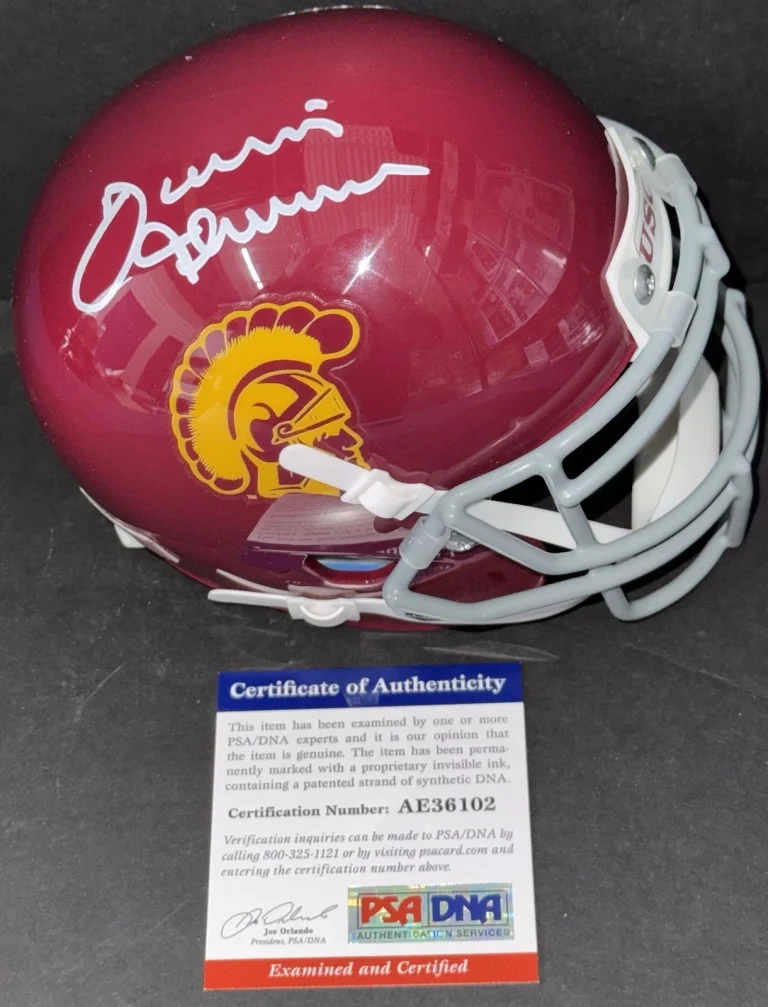 USC
Certificate of Authenticity
This item has been examined by one or more
PSA/DNA experts and it is our opinion that
the item is genuine. The item has been perma-
nently marked with a proprietary invisible ink,
containing a patented strand of synthetic DNA.
Certification Number: AE36102
Verification inquiries can be made to PSA/DNA by
calling 800-325-1121 or by visiting psacard.com and
entering the certification number above.
Joe Orlando
President, PSA/DNA
PSA DNA
AUTHENTICATION SERVICES
Examined and Certified